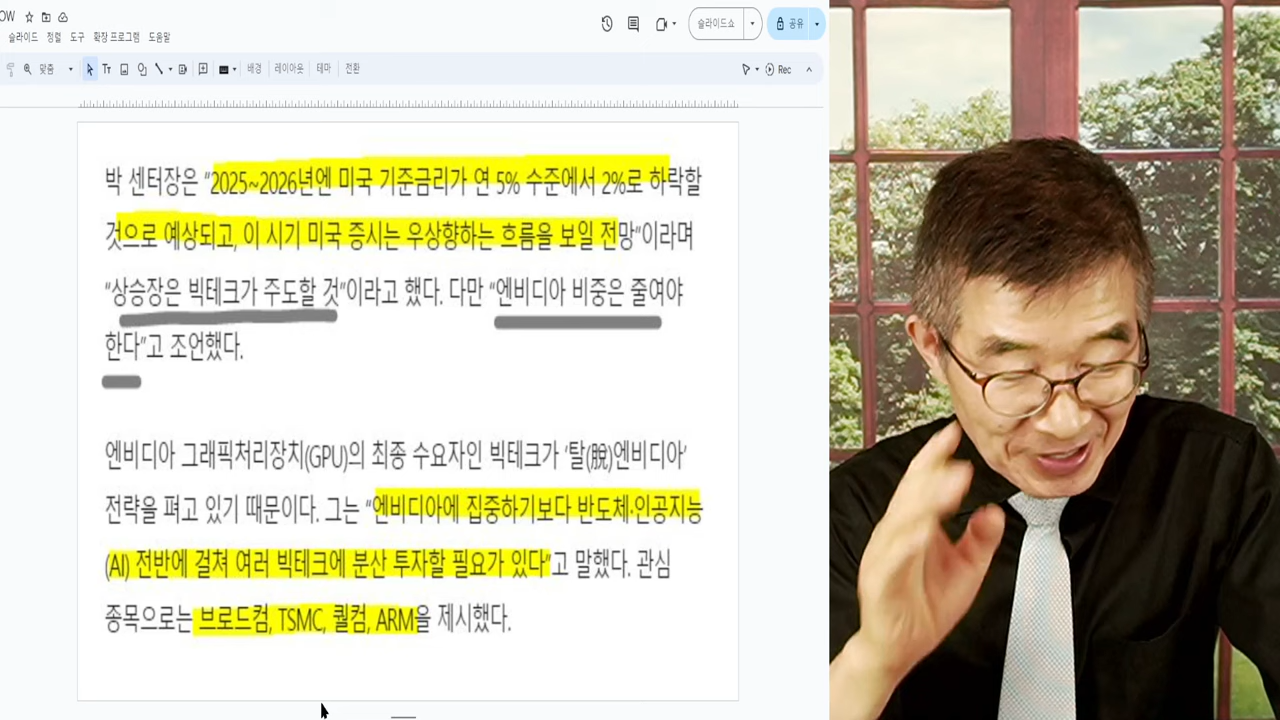 OW
슬라이드 정렬 도구 확장 프로그램 도움말
슬라이드쇼
공유
맞춤
Tт
배경 레이아웃 테마 전환
Rec
박 센터장은 “2025~2026년엔 미국 기준금리가 연 5% 수준에서 2%로 하락할
것으로 예상되고, 이 시기 미국 증시는 우상향하는 흐름을 보일 전망“이라며
“상승장은 빅테크가 주도할 것”이라고 했다. 다만 “엔비디아 비중은 줄여야
한다”고 조언했다.
엔비디아 그래픽처리장치(GPU)의 최종 수요자인 빅테크가 ‘탈(脫)엔비디아’
전략을 펴고 있기 때문이다. 그는 “엔비디아에 집중하기보다 반도체·인공지능
(AI) 전반에 걸쳐 여러 빅테크에 분산 투자할 필요가 있다”고 말했다. 관심
종목으로는 브로드컴, TSMC, 퀄컴, ARM을 제시했다.